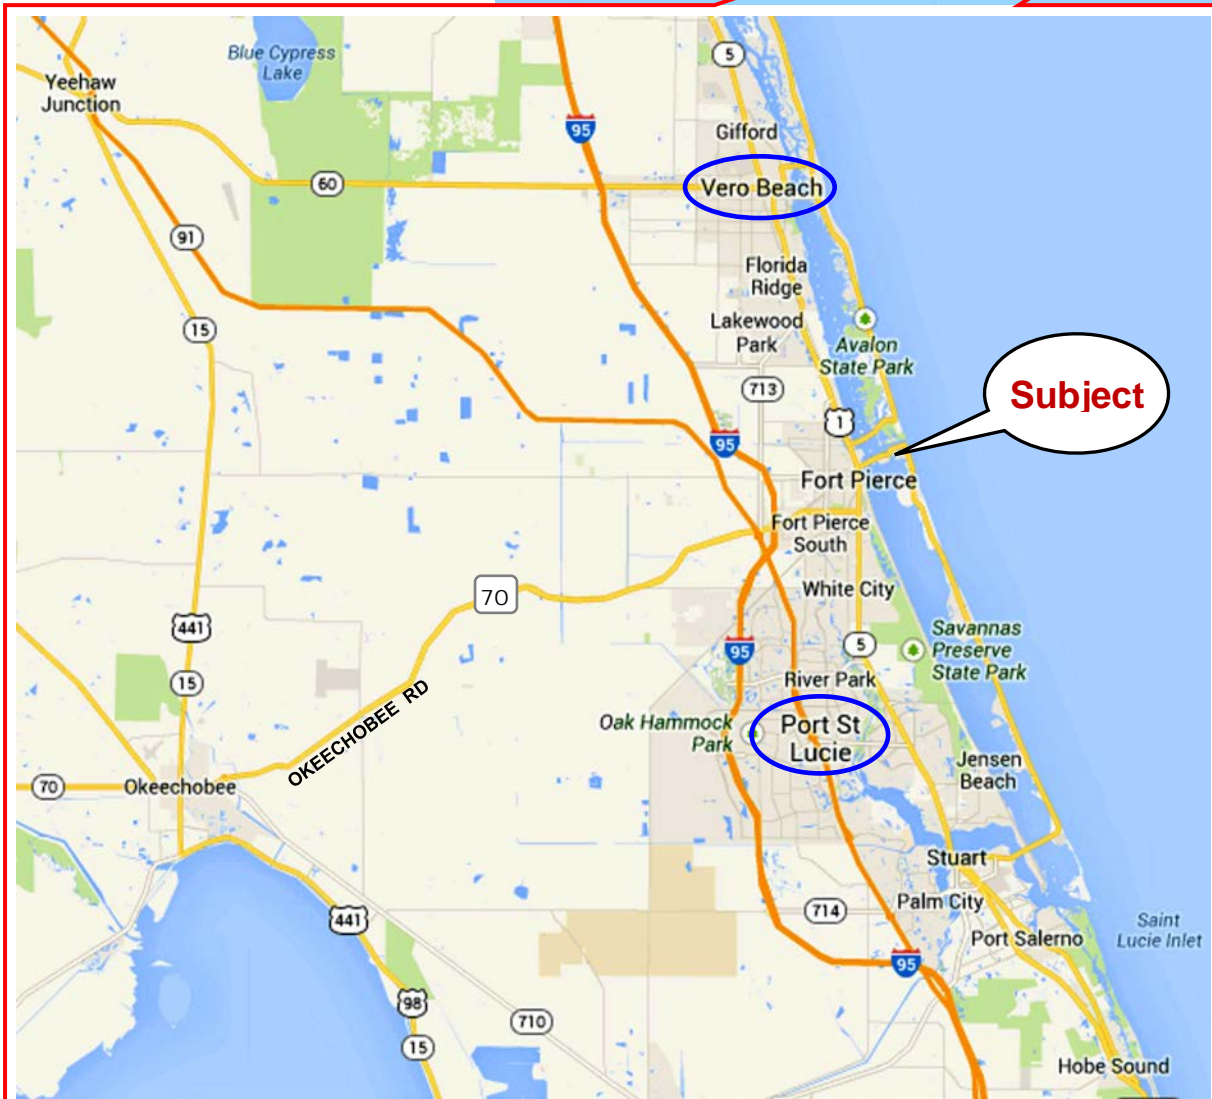 Blue Cypress
Lake
Yeehaw
Junction
5
95
Gifford
60
Vero Beach
91
Florida
Ridge
15
Lakewood
Park
Avalon
State Park
713
Subject
1
95
Fort Pierce
Fort Pierce
South
70
White City
441
Savannas
Preserve
State Park
5
95
15
River Park
OKEECHOBEE RD
Oak Hammock
Park
Port St
Lucie
70
Okeechobee
Jensen
Beach
Stuart
Palm City
714
441
Port Salerno
Saint
Lucie Inlet
95
98
710
15
Hobe Sound